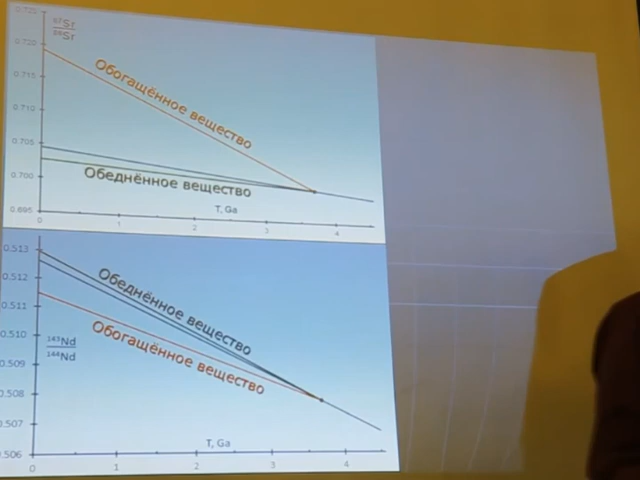 0.725
⁸⁷Sr
⁸⁶Sr
0.720
Обогащённое вещество
0.715
0.710
0.705
Обеднённое вещество
0.700
T, Ga
0.695
0 1 2 3 4
0.513
Обеднённое вещество
0.512
0.511
Обогащённое вещество
0.510
¹⁴³Nd
¹⁴⁴Nd
0.509
0.508
0.507
T, Ga
.506
0 1 2 3 4